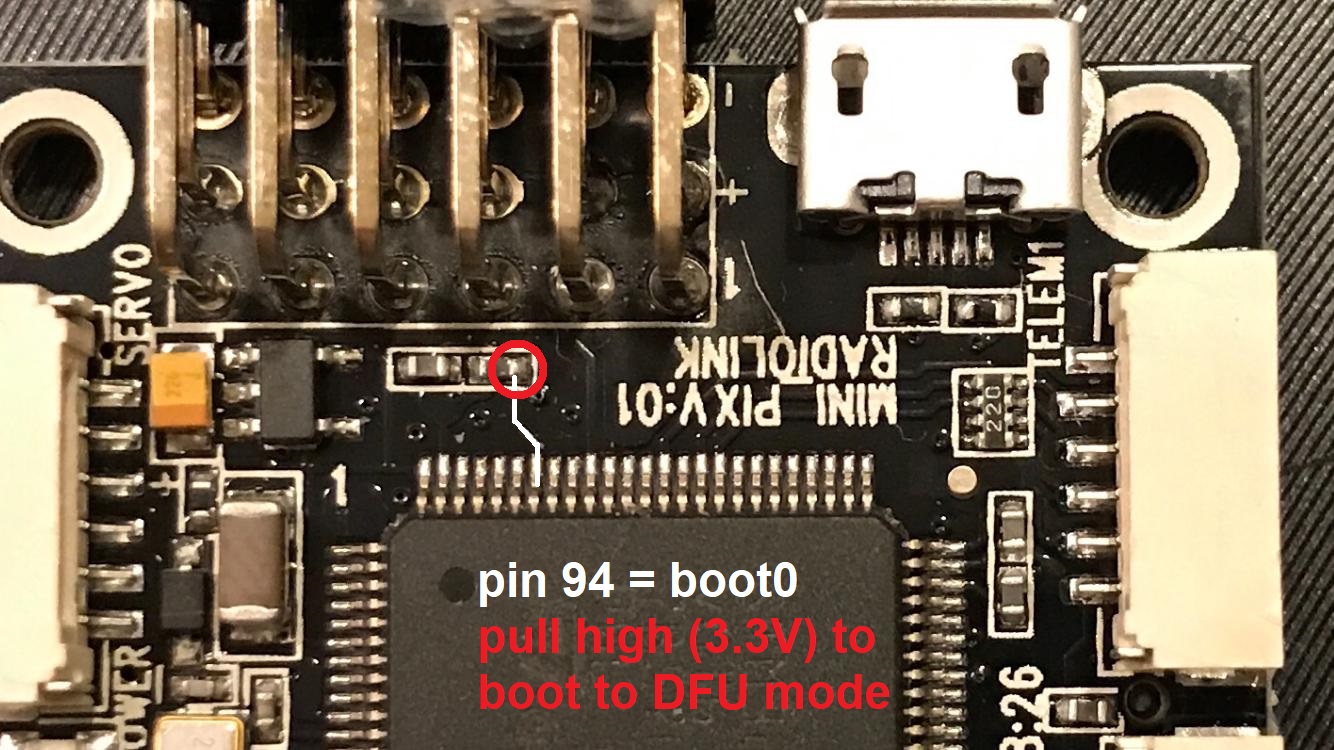 -
+
1
SERVO
TELEM1
RADIOLINK
MINI PIX V:01
226
220
1
+
pin 94 = boot0
pull high (3.3V) to
boot to DFU mode
POWER
3:26